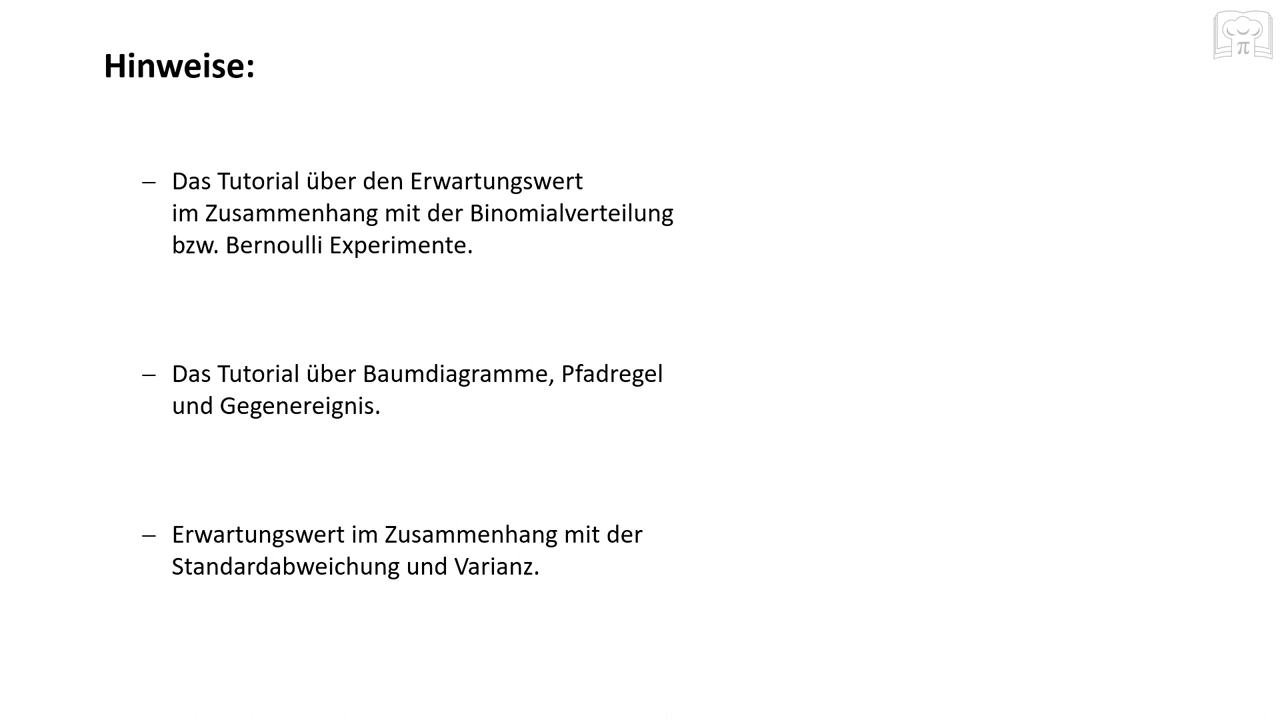 Hinweise:
– Das Tutorial über den Erwartungswert
im Zusammenhang mit der Binomialverteilung
bzw. Bernoulli Experimente.
– Das Tutorial über Baumdiagramme, Pfadregel
und Gegenereignis.
– Erwartungswert im Zusammenhang mit der
Standardabweichung und Varianz.
π